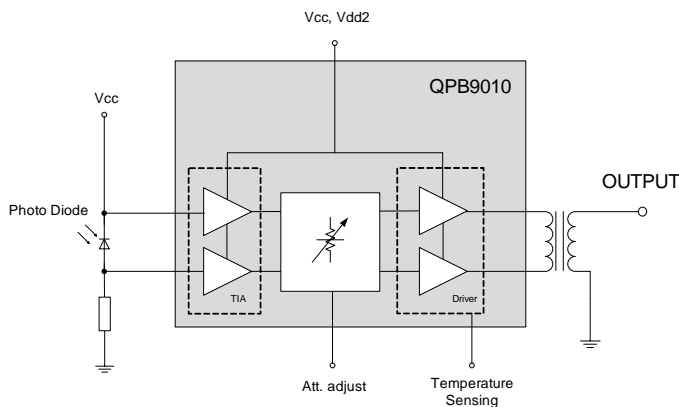 Vcc, Vdd2
QPB9010
Vcc
OUTPUT
Photo Diode
TIA
Driver
Att. adjust
Temperature
Sensing